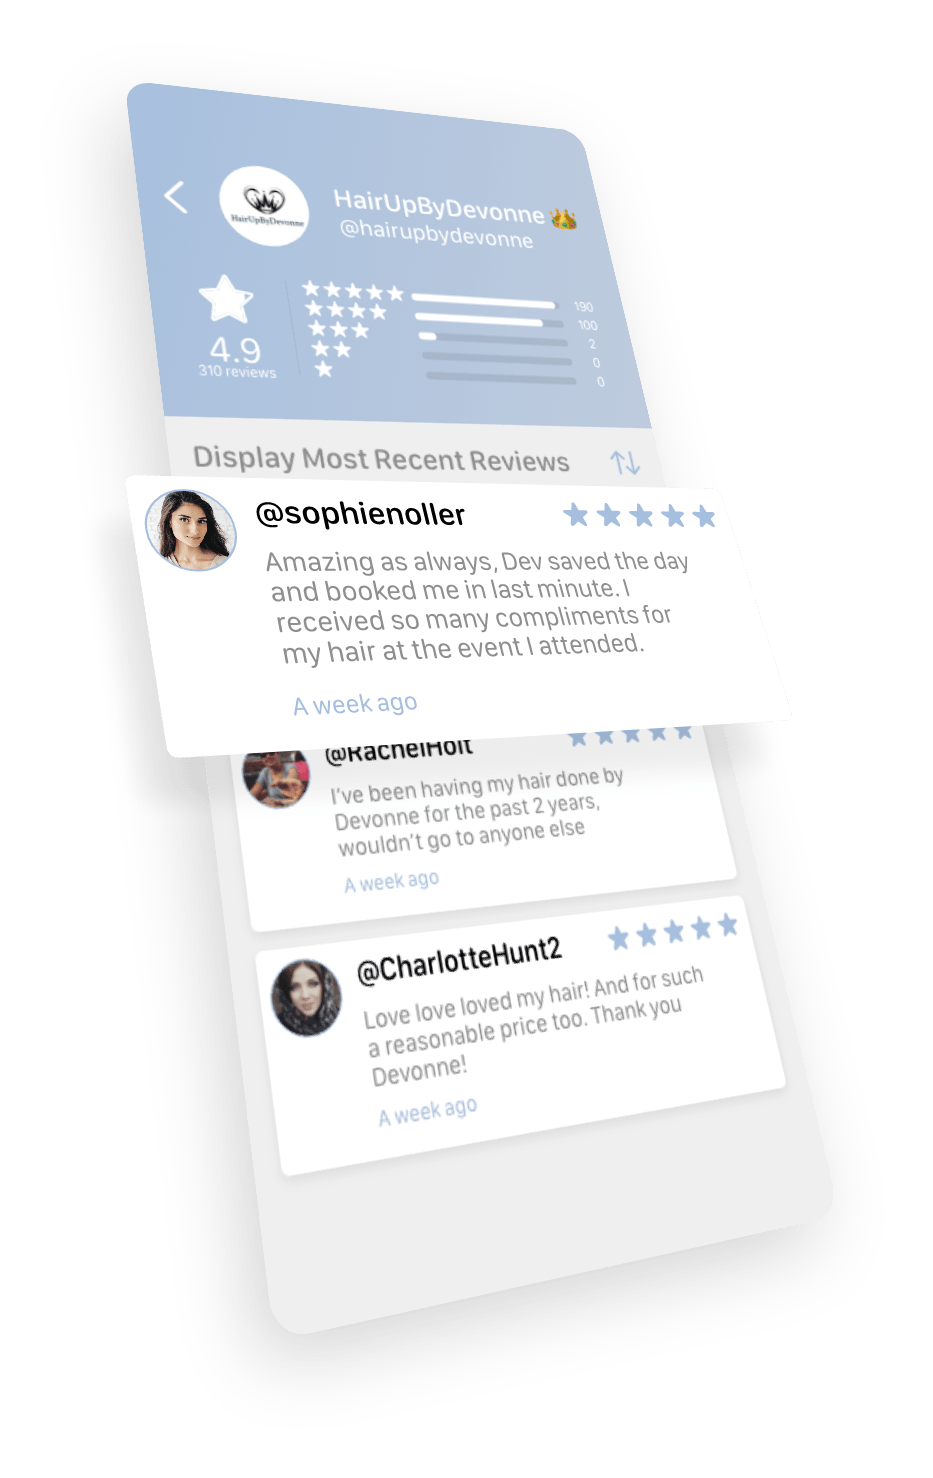 HairUpByDevonne
HairUpByDevonne 👑
@hairupbydevonne
190
100
4.9
2
310 reviews
0
0
Display Most Recent Reviews
@sophienoller
Amazing as always, Dev saved the day
and booked me in last minute. I
received so many compliments for
my hair at the event I attended.
A week ago
@RachelHolt
I've been having my hair done by
Devonne for the past 2 years,
wouldn't go to anyone else
A week ago
@CharlotteHunt2
Love love loved my hair! And for such
a reasonable price too. Thank you
Devonne!
A week ago